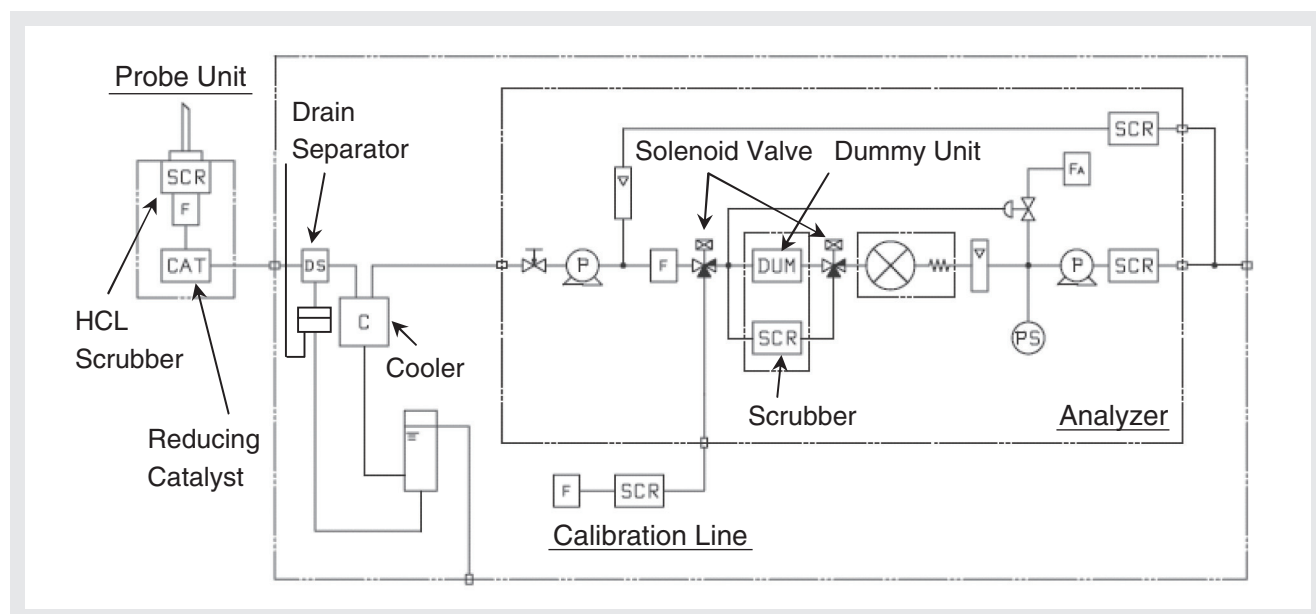 Probe Unit
Drain
Separator
SCR
Solenoid Valve
Dummy Unit
FA
SCR
F
CAT
DS
P
F
DUM
P
SCR
HCL
Scrubber
C
Cooler
SCR
PS
Scrubber
Analyzer
Reducing
Catalyst
F
SCR
Calibration Line